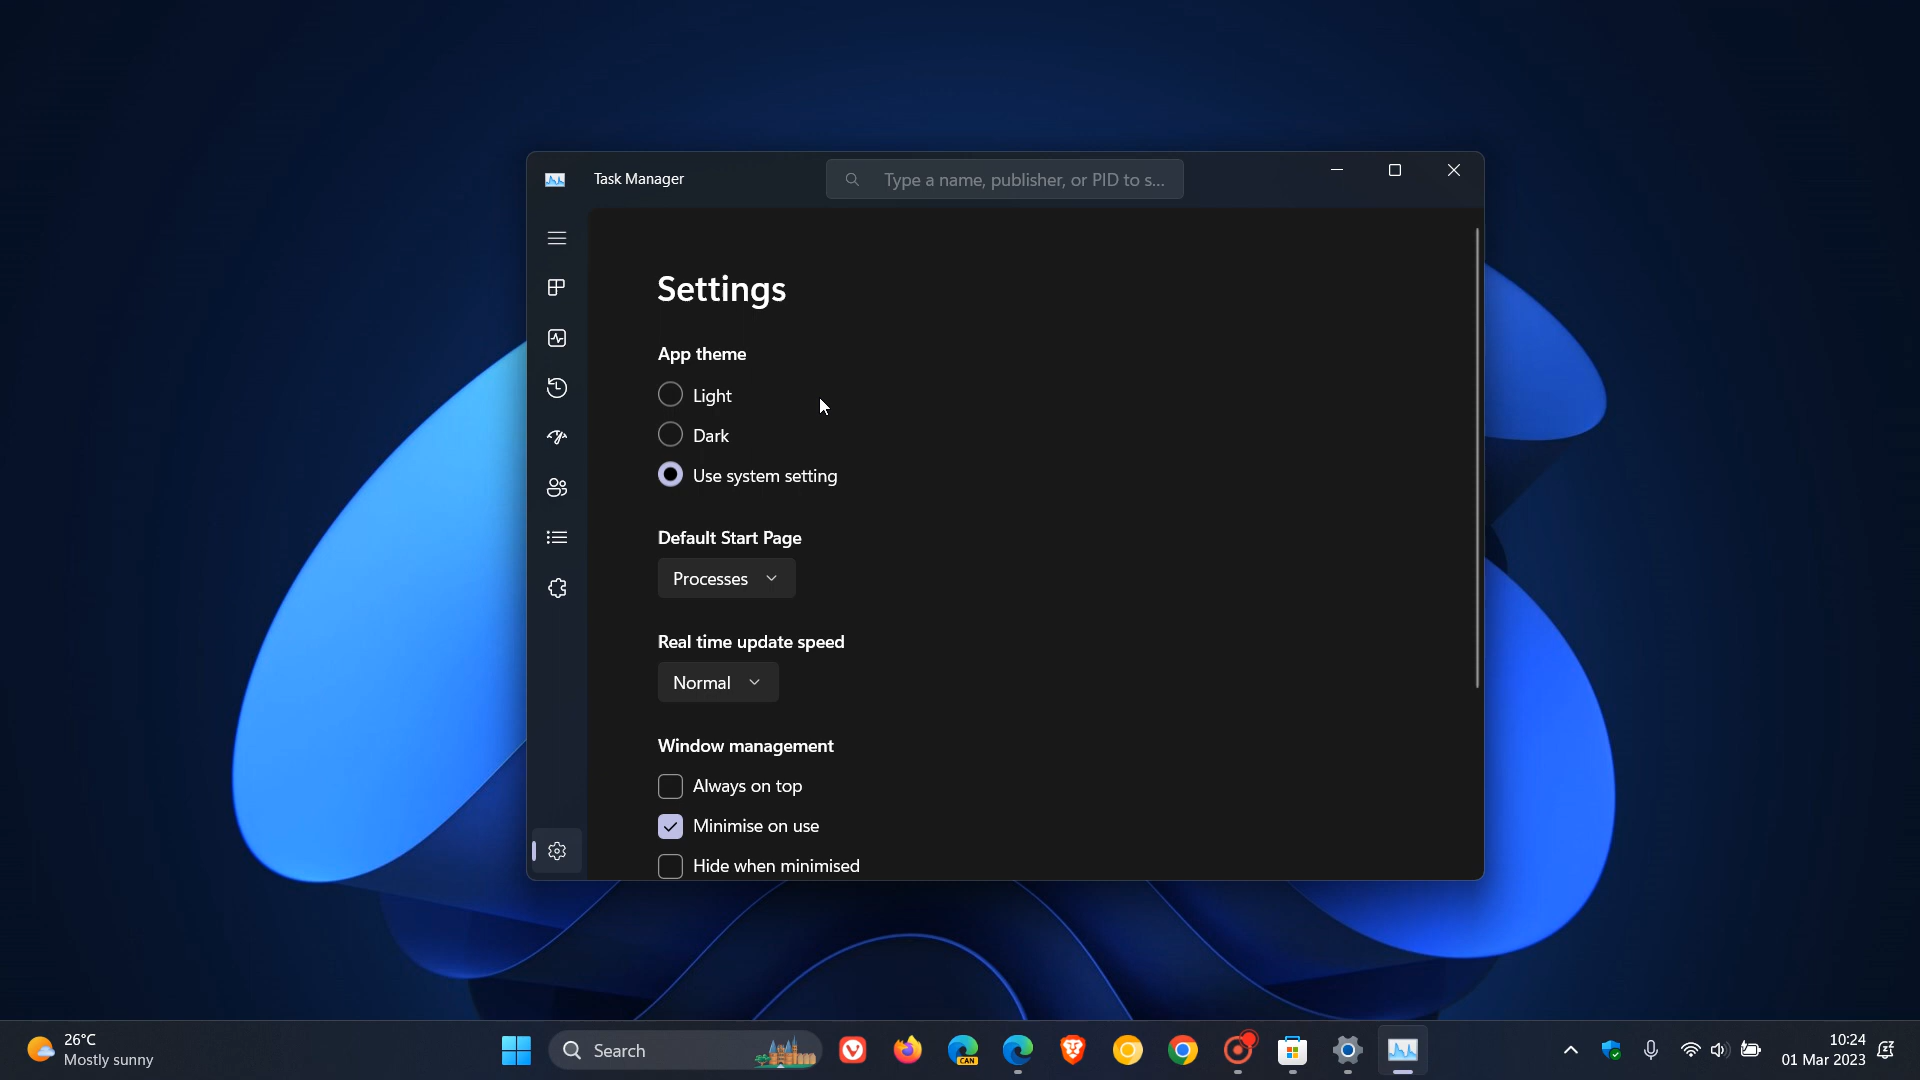 Task Manager
Type a name, publisher, or PID to s...
Settings
App theme
Light
Dark
Use system setting
Default Start Page
Processes
Real time update speed
Normal
Window management
Always on top
Minimise on use
Hide when minimised
26°C
Mostly sunny
Search
CAN
10:24
01 Mar 2023